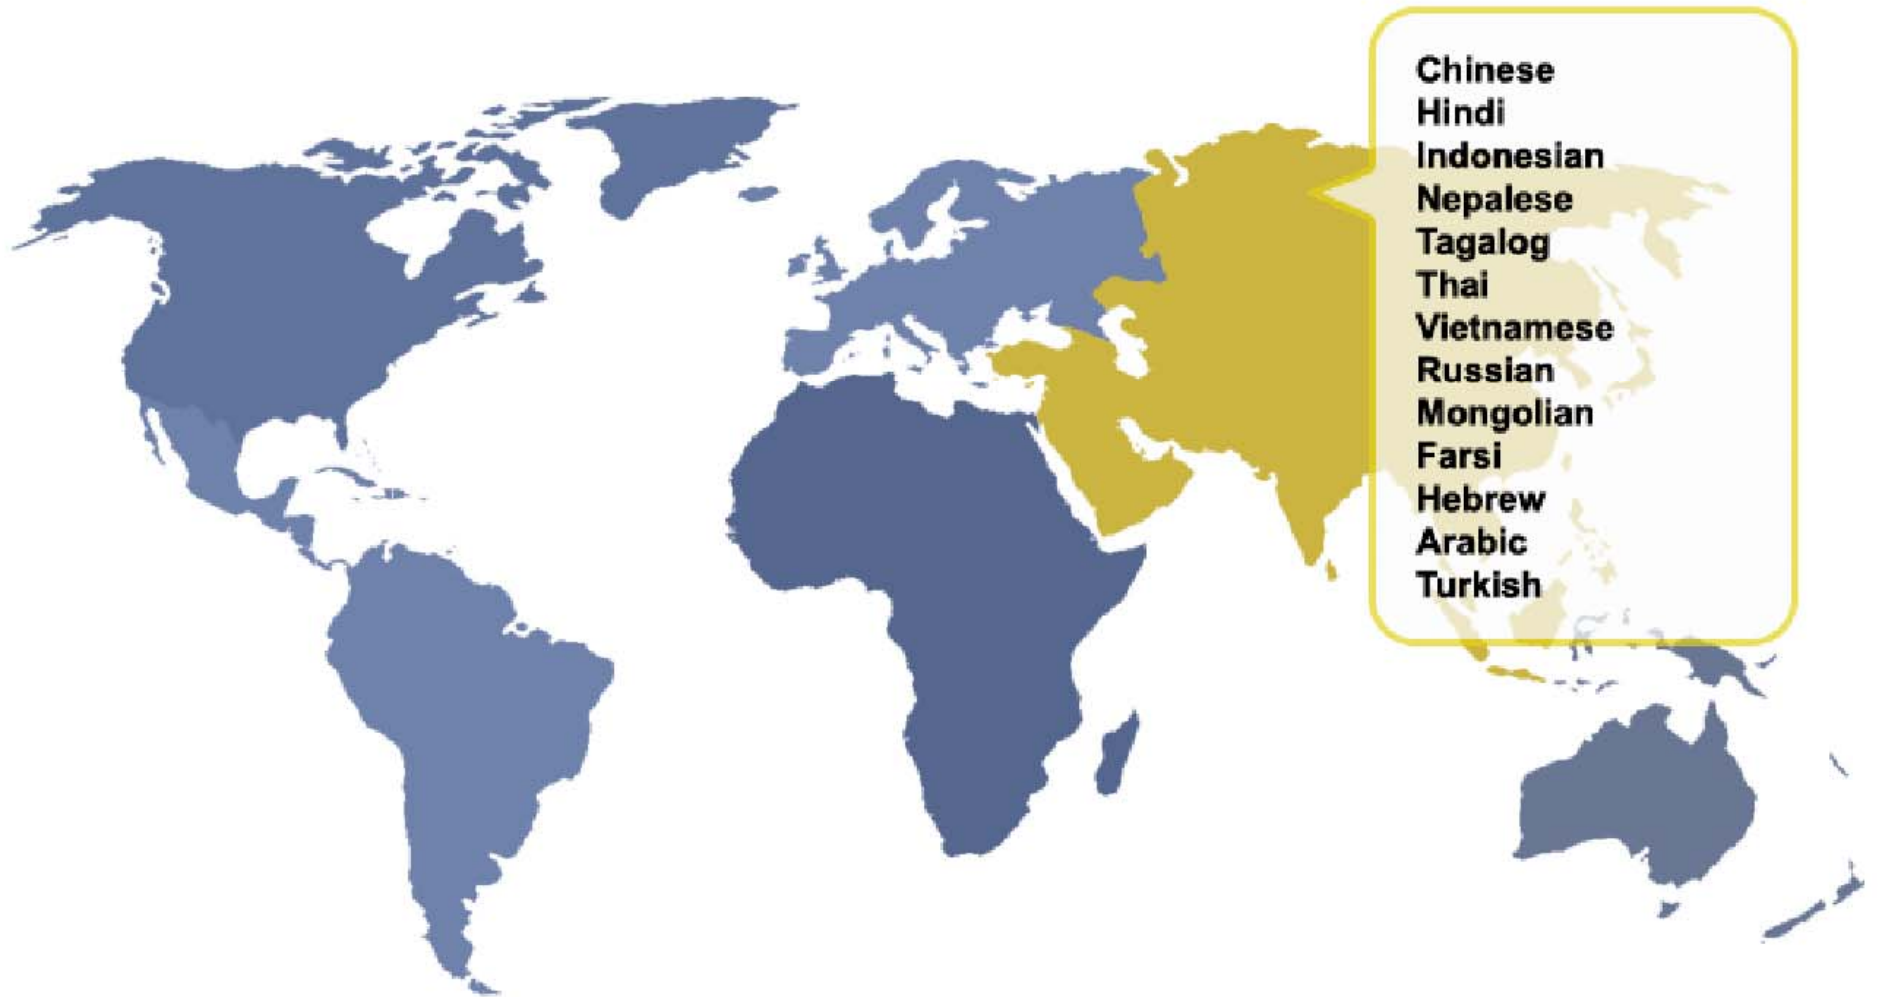 Chinese
Hindi
Indonesian
Nepalese
Tagalog
Thai
Vietnamese
Russian
Mongolian
Farsi
Hebrew
Arabic
Turkish